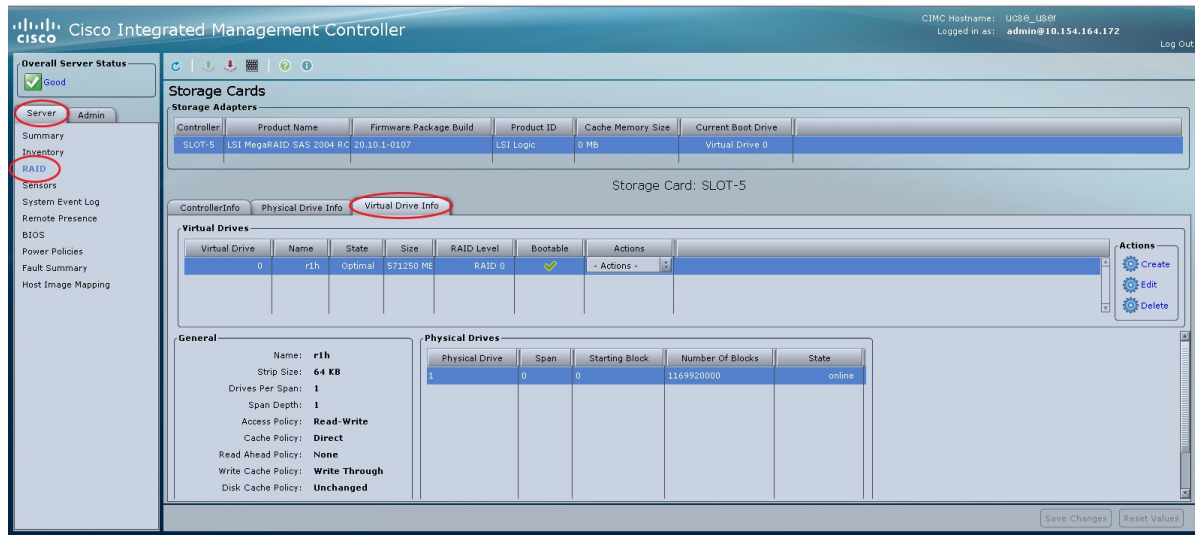 CISCO Cisco Integrated Management Controller
CIMC Hostname: ucse_user
Logged in as: admin@10.154.164.172
Log Out
Overall Server Status
Good
Server Admin
Summary
Inventory
RAID
Sensors
System Event Log
Remote Presence
BIOS
Power Policies
Fault Summary
Host Image Mapping
Storage Cards
Storage Adapters
Controller Product Name Firmware Package Build Product ID Cache Memory Size Current Boot Drive
SLOT-5 LSI MegaRAID SAS 2004 RC 20.10.1-0107 LSI Logic 0 MB Virtual Drive 0
Storage Card: SLOT-5
ControllerInfo Physical Drive Info Virtual Drive Info
Virtual Drives
Virtual Drive Name State Size RAID Level Bootable Actions
0 r1h Optimal 571250 ME RAID 0 - Actions -
Actions
Create
Edit
Delete
General
Name: r1h
Strip Size: 64 KB
Drives Per Span: 1
Span Depth: 1
Access Policy: Read-Write
Cache Policy: Direct
Read Ahead Policy: None
Write Cache Policy: Write Through
Disk Cache Policy: Unchanged
Physical Drives
Physical Drive Span Starting Block Number Of Blocks State
1 0 0 1169920000 online
Save Changes Reset Values